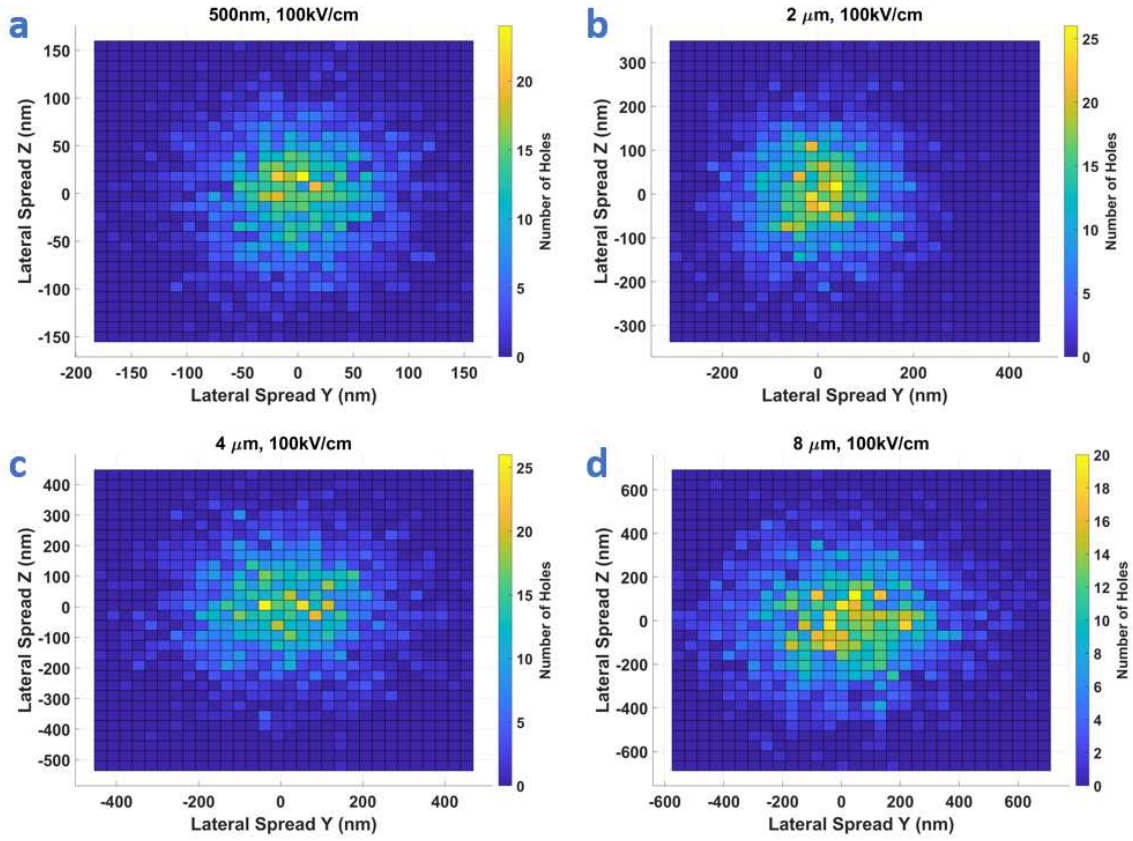 a
500nm, 100kV/cm
150
100
50
0
-50
-100
-150
Lateral Spread Z (nm)
-200 -150 -100 -50 0 50 100 150
Lateral Spread Y (nm)
20
15
10
5
0
Number of Holes
b
2 μm, 100kV/cm
300
200
100
0
-100
-200
-300
Lateral Spread Z (nm)
-200 0 200 400
Lateral Spread Y (nm)
25
20
15
10
5
0
Number of Holes
c
4 μm, 100kV/cm
400
300
200
100
0
-100
-200
-300
-400
-500
Lateral Spread Z (nm)
-400 -200 0 200 400
Lateral Spread Y (nm)
25
20
15
10
5
0
Number of Holes
d
8 μm, 100kV/cm
600
400
200
0
-200
-400
-600
Lateral Spread Z (nm)
-600 -400 -200 0 200 400 600
Lateral Spread Y (nm)
20
18
16
14
12
10
8
6
4
2
0
Number of Holes